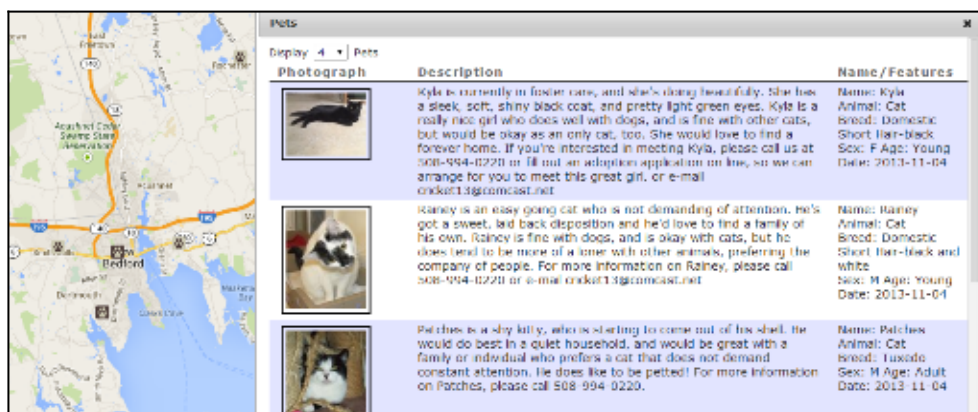 Pets
Display 4 Pets
Photograph Description Name/Features
Kyla is currently in foster care, and she's doing beautifully. She has
a sleek, soft, shiny black coat, and pretty light green eyes. Kyla is a
really nice girl who does well with dogs, and is fine with other cats,
but would be okay as an only cat, too. She would love to find a
forever home. If you're interested in meeting Kyla, please call us at
508-994-0220 or fill out an adoption application on line, so we can
arrange for you to meet this great girl. or e-mail
cricket13@comcast.net
Name: Kyla
Animal: Cat
Breed: Domestic
Short Hair-black
Sex: F Age: Young
Date: 2013-11-04
Rainey is an easy going cat who is not demanding of attention. He's
got a sweet, laid back disposition and he'd love to find a family of
his own. Rainey is fine with dogs, and is okay with cats, but he
does tend to be more of a loner with other animals, preferring the
company of people. For more information on Rainey, please call
508-994-0220 or e-mail cricket13@comcast.net
Name: Rainey
Animal: Cat
Breed: Domestic
Short Hair-black and
white
Sex: M Age: Young
Date: 2013-11-04
Patches is a shy kitty, who is starting to come out of his shell. He
would do best in a quiet household, and would be great with a
family or individual who prefers a cat that does not demand
constant attention. He does like to be petted! For more information
on Patches, please call 508-994-0220.
Name: Patches
Animal: Cat
Breed: Tuxedo
Sex: M Age: Adult
Date: 2013-11-04
East
Freetown
Rochester
140
Acushnet Cedar
Swamp State
Reservation
Acushnet
195
New
Bedford
Dartmouth